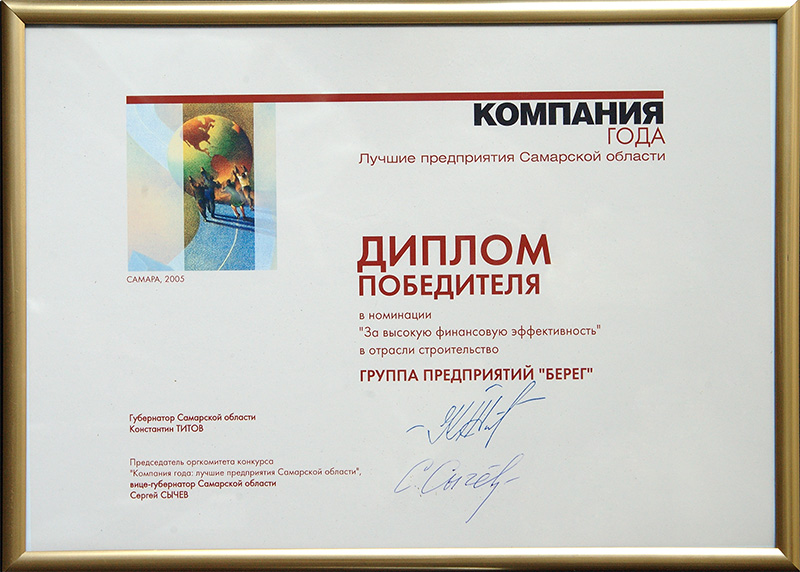 КОМПАНИЯ
ГОДА
Лучшие предприятия Самарской области
САМАРА, 2005
ДИПЛОМ
ПОБЕДИТЕЛЯ
в номинации
"За высокую финансовую эффективность"
в отрасли строительство
ГРУППА ПРЕДПРИЯТИЙ "БЕРЕГ"
Губернатор Самарской области
Константин ТИТОВ
Председатель оргкомитета конкурса
"Компания года: лучшие предприятия Самарской области",
вице-губернатор Самарской области
Сергей СЫЧЕВ
С. Сычёв